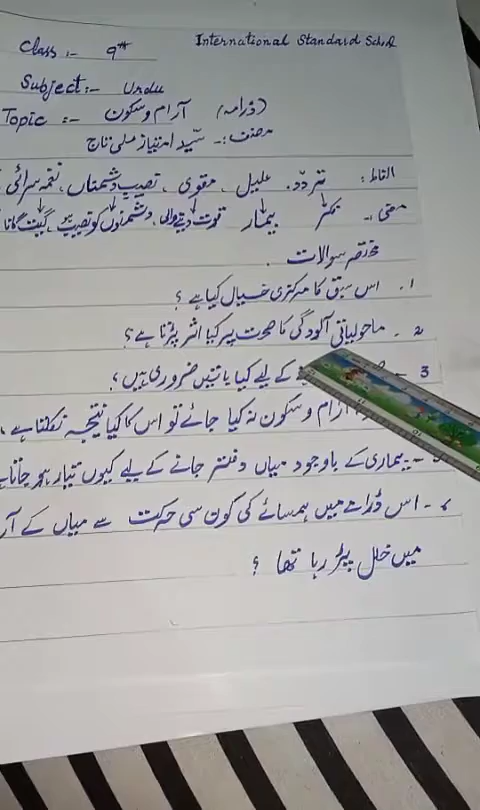 International Standard School
Class :- 9th
Subject:- Urdu
Topic :- آرام و سکون (ڈرامہ)
مصنف :- سیّد امتیاز علی تاج
الفاظ : تردّد، علیل، مقوی، نصیبِ دشمناں، نغمہ سرائی
معنی :- فکر بیمار قوت دینے والی، دشمنوں کو نصیب ہو، گیت گانا
مختصر سوالات ۔
1. اس سبق کا مرکزی خیال کیا ہے ؟
2 ۔ ماحولیاتی آلودگی کا صحت پر کیا اثر پڑتا ہے ؟
3 ۔ کے لیے کیا باتیں ضروری ہیں ؟
آرام و سکون نہ کیا جائے تو اس کا کیا نتیجہ نکلتا ہے
۔ بیماری کے باوجود میاں دفتر جانے کے لیے کیوں تیار ہو جاتا
۔ اس ڈرامے میں ہمسائے کی کون سی حرکت سے میاں کے
میں خلل پڑ رہا تھا ؟